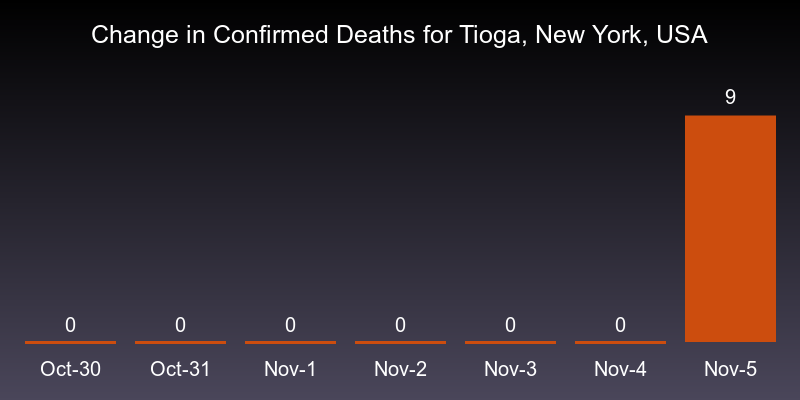 Change in Confirmed Deaths for Tioga, New York, USA
9
0 0 0 0 0 0
Oct-30 Oct-31 Nov-1 Nov-2 Nov-3 Nov-4 Nov-5